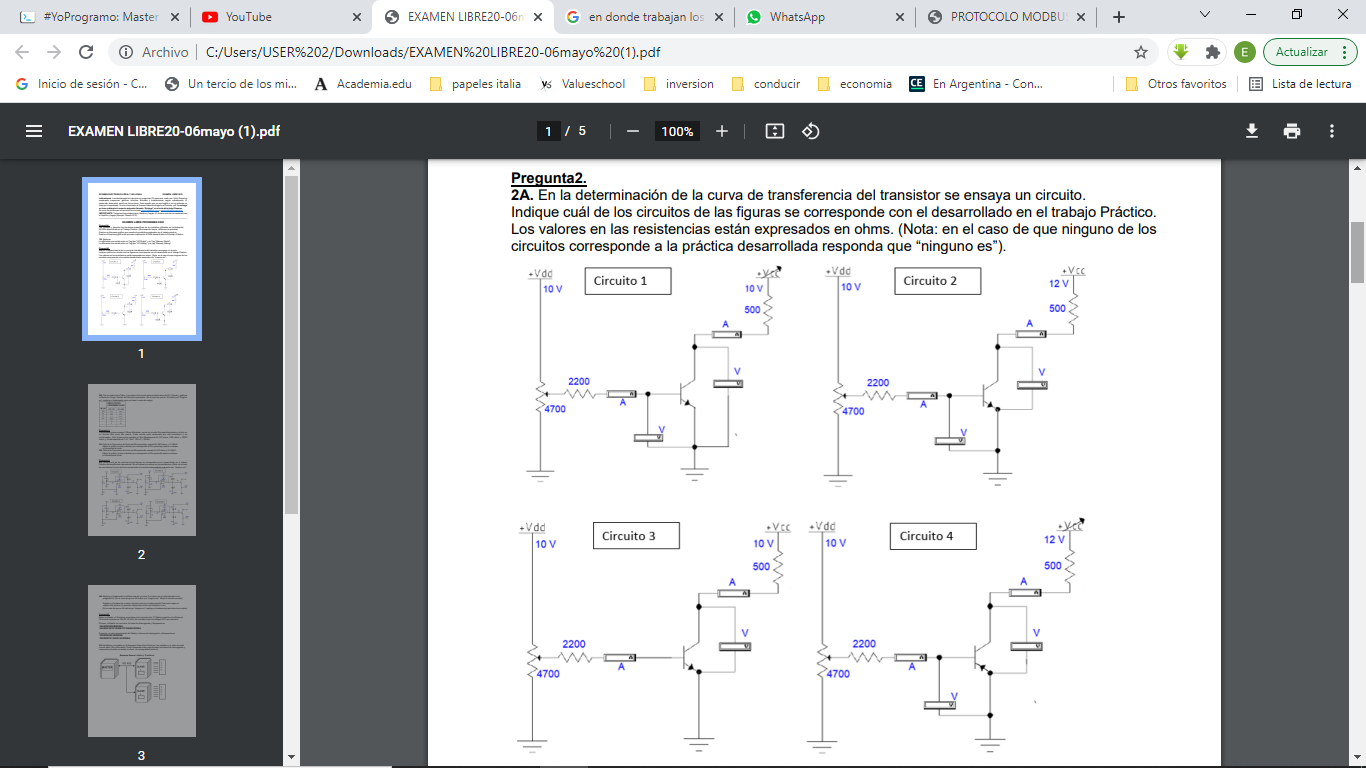 #YoProgramo: Master
YouTube
EXAMEN LIBRE20-06m
en donde trabajan los
WhatsApp
PROTOCOLO MODBUS
Archivo
C:/Users/USER%202/Downloads/EXAMEN%20LIBRE20-06mayo%20(1).pdf
E
Actualizar
Inicio de sesión - C...
Un tercio de los mi...
Academia.edu
papeles italia
Valueschool
inversion
conducir
economia
En Argentina - Con...
Otros favoritos
Lista de lectura
EXAMEN LIBRE20-06mayo (1).pdf
1 / 5
100%
1
2
3
Pregunta2.
2A. En la determinación de la curva de transferencia del transistor se ensaya un circuito.
Indique cuál de los circuitos de las figuras se corresponde con el desarrollado en el trabajo Práctico.
Los valores en las resistencias están expresados en ohms. (Nota: en el caso de que ninguno de los
circuitos corresponde a la práctica desarrollada responda que “ninguno es”).
Circuito 1
+Vdd
10 V
+Vcc
10 V
500
A
V
2200
A
4700
V
Circuito 2
+Vdd
10 V
+Vcc
12 V
500
A
V
2200
A
4700
V
Circuito 3
+Vdd
10 V
+Vcc
10 V
500
A
V
2200
A
4700
Circuito 4
+Vdd
10 V
+Vcc
12 V
500
A
V
2200
A
4700
V